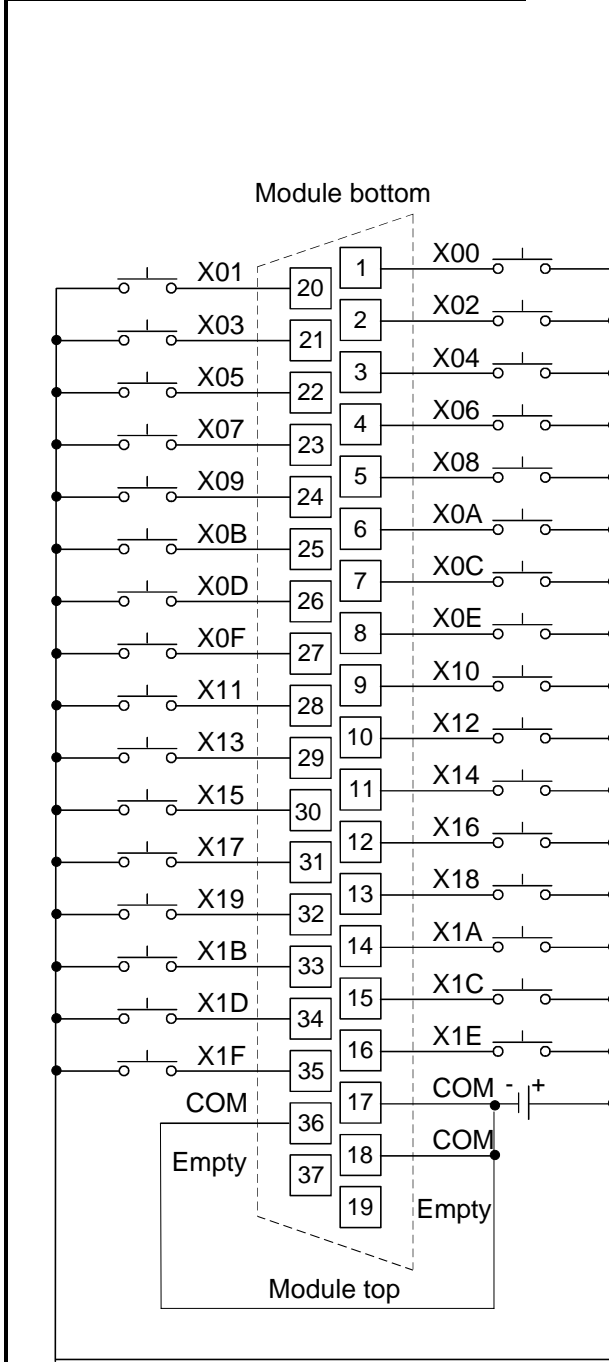 Module bottom
X01 20 1 X00
X03 21 2 X02
X05 22 3 X04
X07 23 4 X06
X09 24 5 X08
X0B 25 6 X0A
X0D 26 7 X0C
X0F 27 8 X0E
X11 28 9 X10
X13 29 10 X12
X15 30 11 X14
X17 31 12 X16
X19 32 13 X18
X1B 33 14 X1A
X1D 34 15 X1C
X1F 35 16 X1E
COM 36 17 COM - +
Empty 37 18 COM
19 Empty
Module top